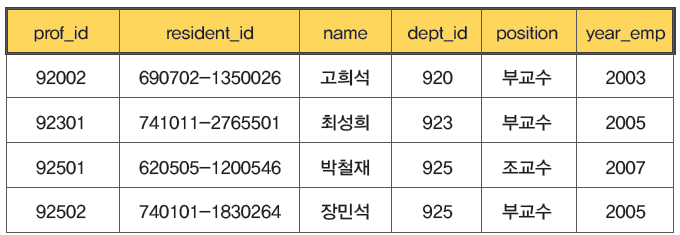 prof_id resident_id name dept_id position year_emp
92002 690702-1350026 고희석 920 부교수 2003
92301 741011-2765501 최성희 923 부교수 2005
92501 620505-1200546 박철재 925 조교수 2007
92502 740101-1830264 장민석 925 부교수 2005